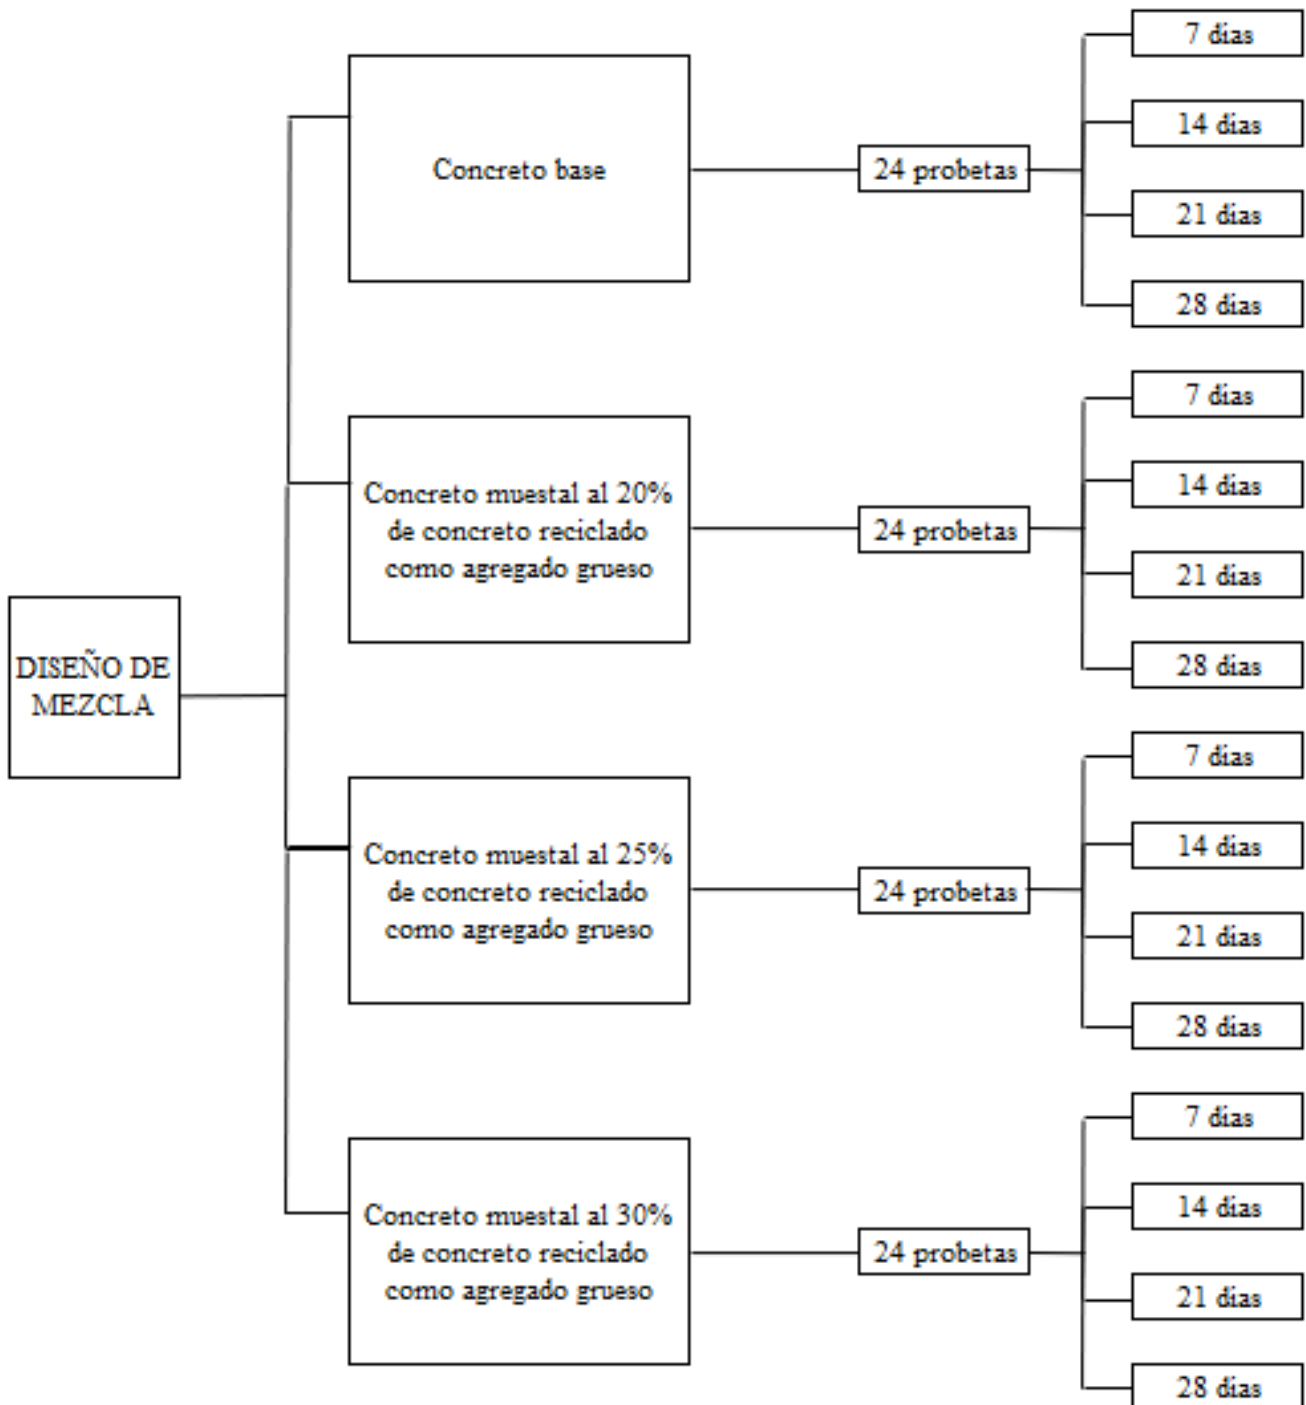 DISEÑO DE
MEZCLA
Concreto base
24 probetas
7 dias
14 dias
21 dias
28 dias
Concreto muestal al 20%
de concreto reciclado
como agregado grueso
24 probetas
7 dias
14 dias
21 dias
28 dias
Concreto muestal al 25%
de concreto reciclado
como agregado grueso
24 probetas
7 dias
14 dias
21 dias
28 dias
Concreto muestal al 30%
de concreto reciclado
como agregado grueso
24 probetas
7 dias
14 dias
21 dias
28 dias